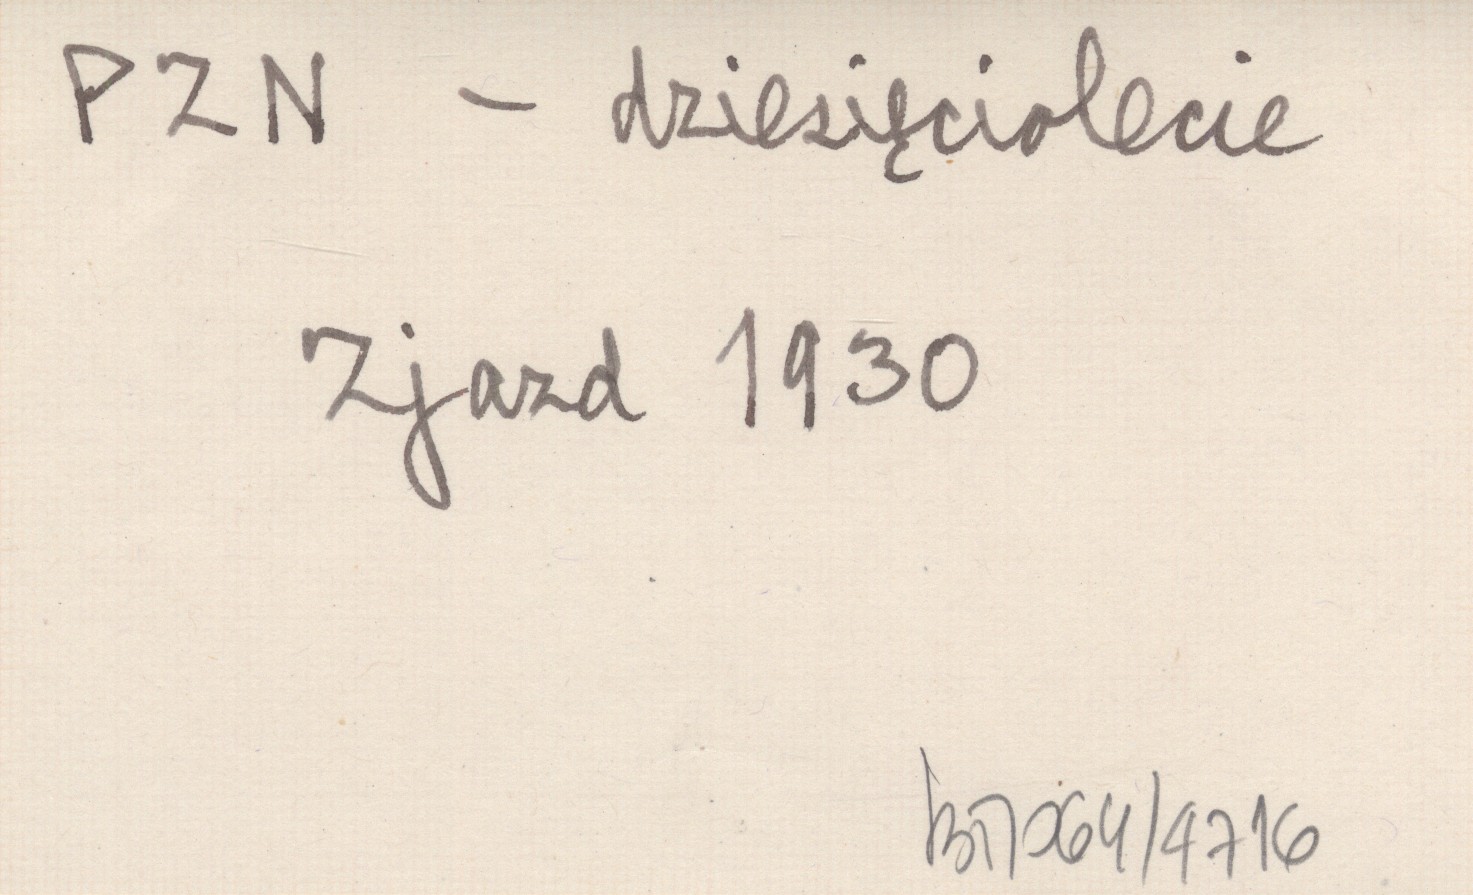 PZN - dziesięciolecie
Zjazd 1930